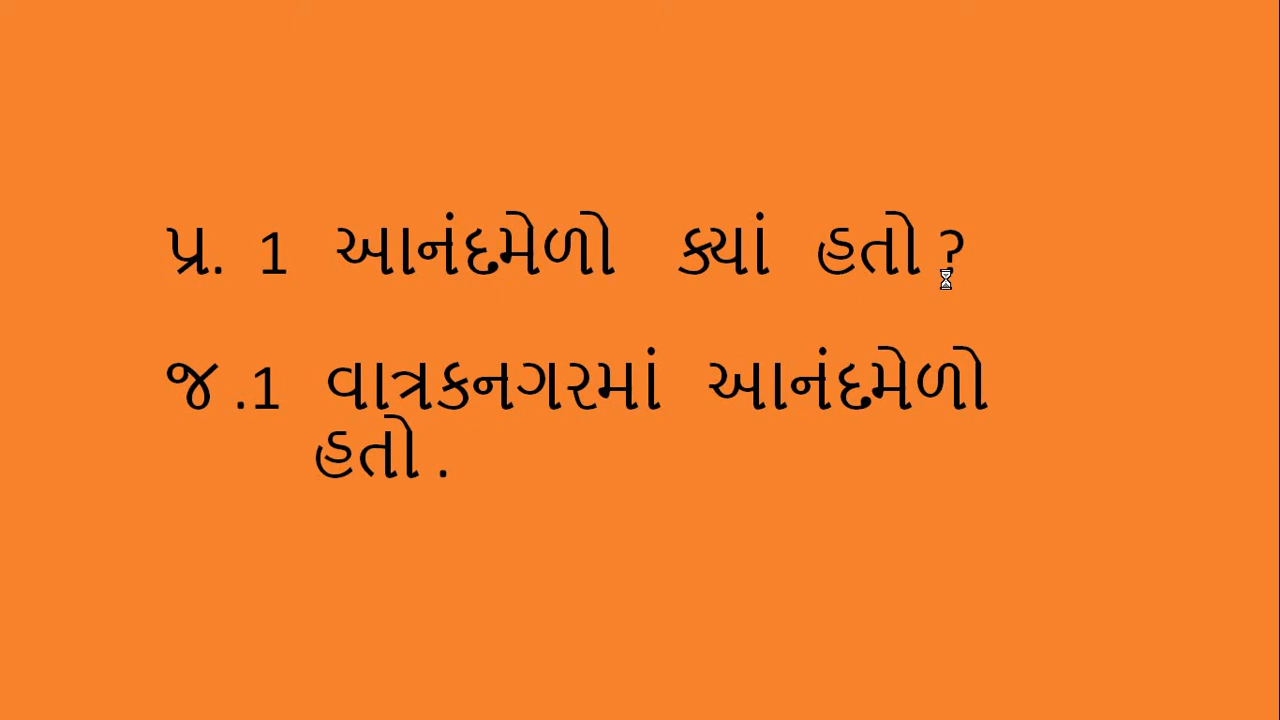 પ્ર. 1 આનંદમેળો ક્યાં હતો ?
જ .1 વાત્રકનગરમાં આનંદમેળો
હતો .